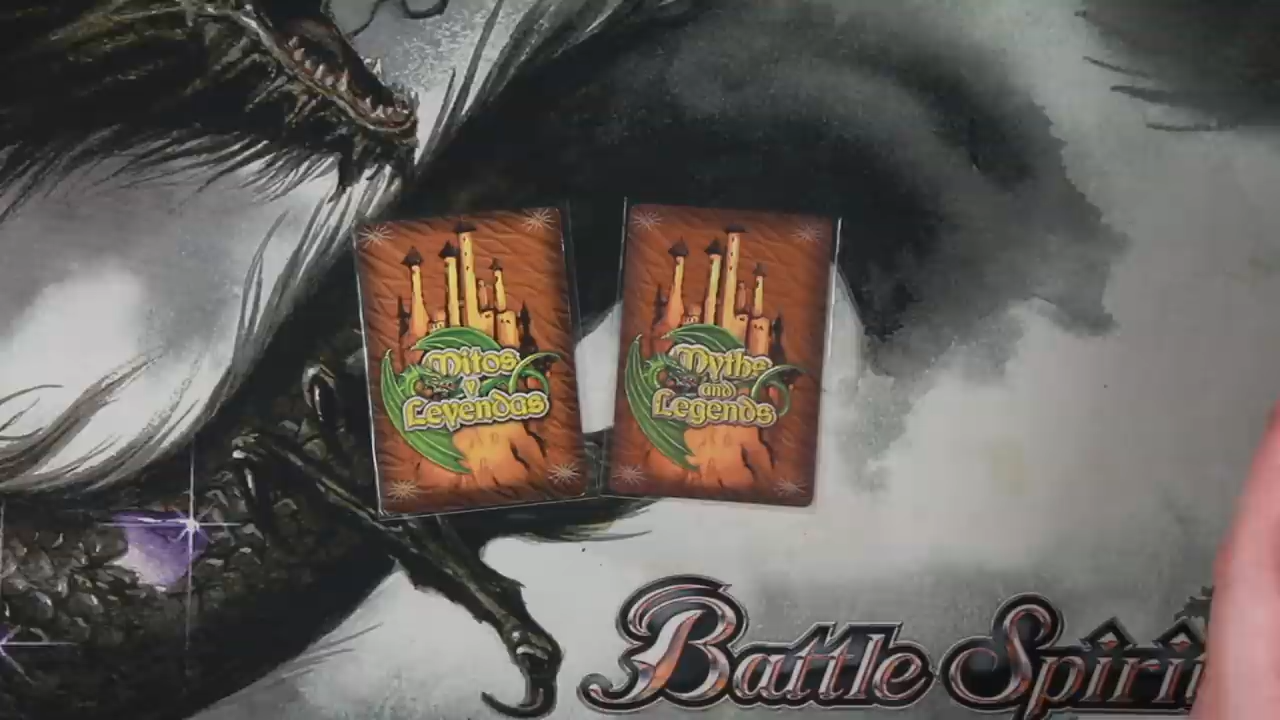 Mitos
y
Leyendas
Myths
and
Legends
Battle Spiri